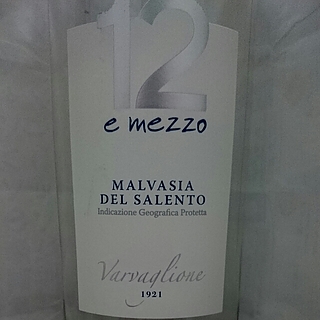 12
e mezzo
MALVASIA
DEL SALENTO
Indicazione Geografica Protetta
Varvaglione
1921